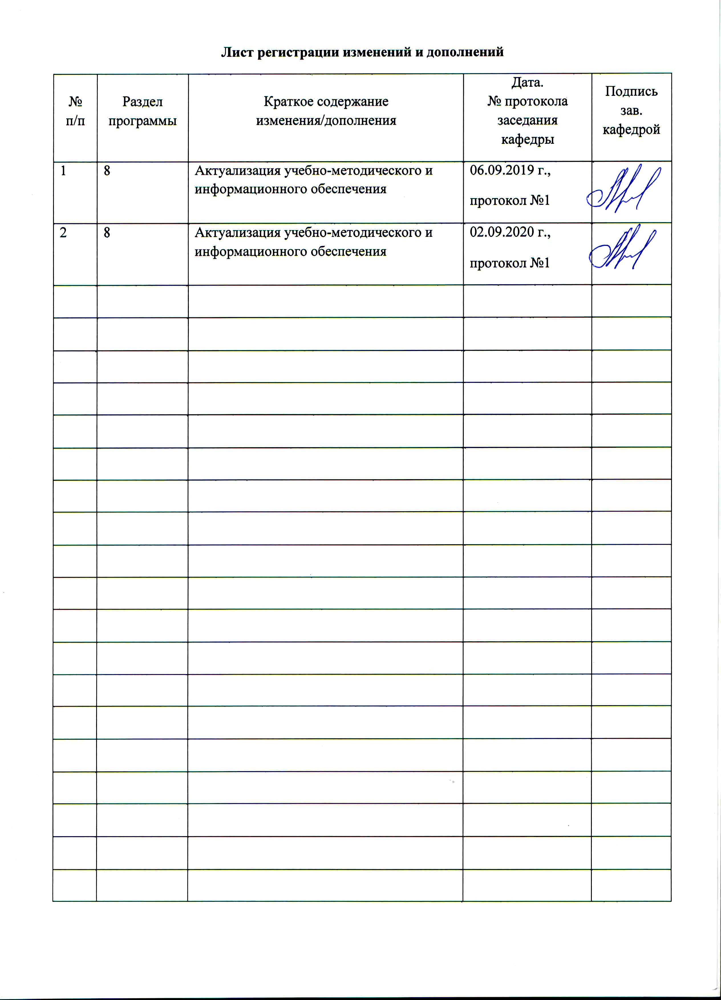 Лист регистрации изменений и дополнений
№
п/п
Раздел
программы
Краткое содержание
изменения/дополнения
Дата.
№ протокола
заседания
кафедры
Подпись
зав.
кафедрой
1
8
Актуализация учебно-методического и
информационного обеспечения
06.09.2019 г.,
протокол №1
2
8
Актуализация учебно-методического и
информационного обеспечения
02.09.2020 г.,
протокол №1